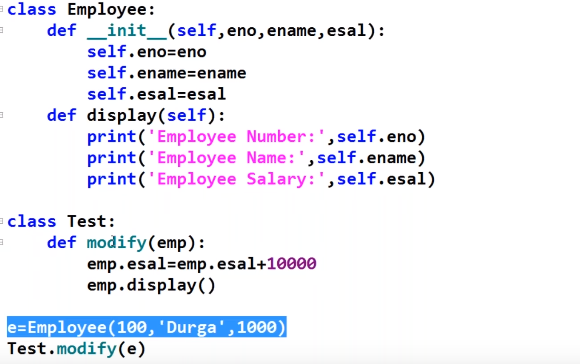 class Employee:
    def __init__(self,eno,ename,esal):
        self.eno=eno
        self.ename=ename
        self.esal=esal
    def display(self):
        print('Employee Number:',self.eno)
        print('Employee Name:',self.ename)
        print('Employee Salary:',self.esal)

class Test:
    def modify(emp):
        emp.esal=emp.esal+10000
        emp.display()

e=Employee(100,'Durga',1000)
Test.modify(e)